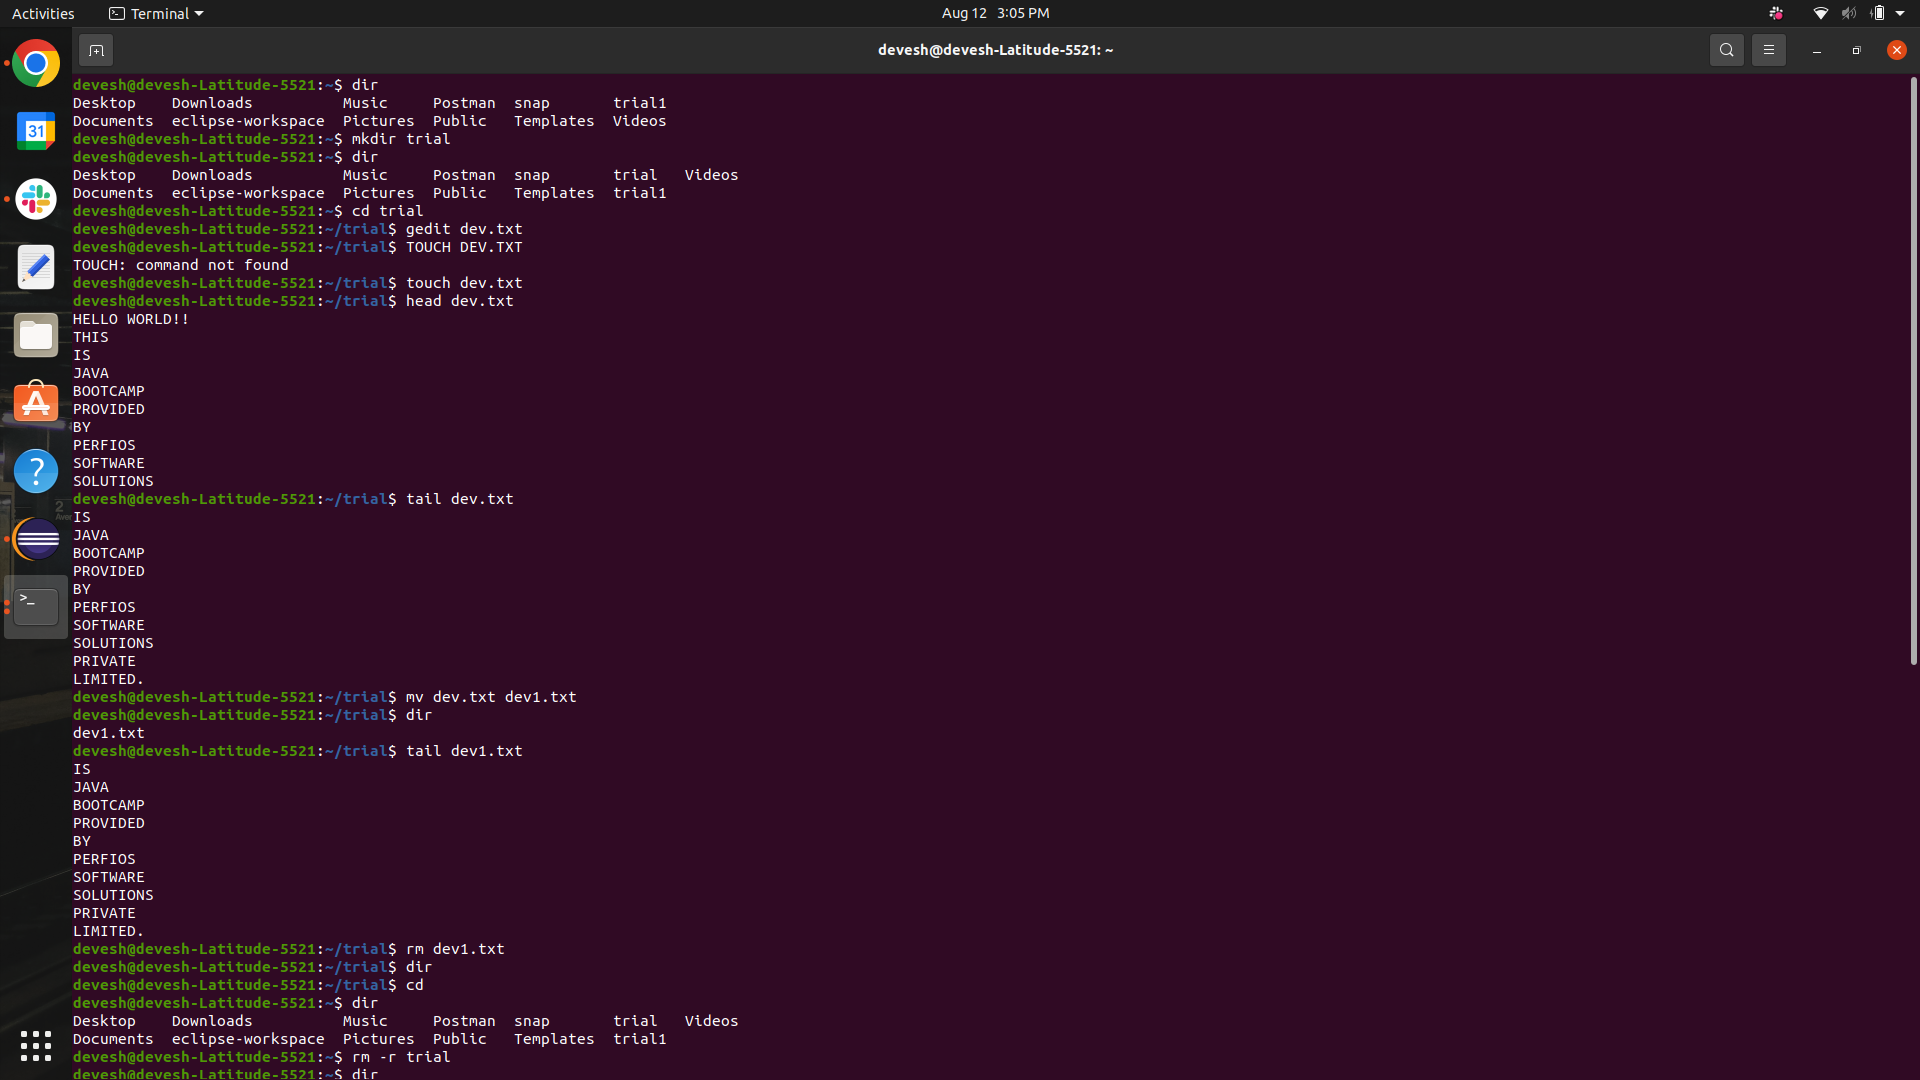 Activities
Terminal
Aug 12 3:05 PM
devesh@devesh-Latitude-5521: ~
31
2
devesh@devesh-Latitude-5521:~$ dir
Desktop    Downloads          Music     Postman  snap       trial1
Documents  eclipse-workspace  Pictures  Public   Templates  Videos
devesh@devesh-Latitude-5521:~$ mkdir trial
devesh@devesh-Latitude-5521:~$ dir
Desktop    Downloads          Music     Postman  snap       trial   Videos
Documents  eclipse-workspace  Pictures  Public   Templates  trial1
devesh@devesh-Latitude-5521:~$ cd trial
devesh@devesh-Latitude-5521:~/trial$ gedit dev.txt
devesh@devesh-Latitude-5521:~/trial$ TOUCH DEV.TXT
TOUCH: command not found
devesh@devesh-Latitude-5521:~/trial$ touch dev.txt
devesh@devesh-Latitude-5521:~/trial$ head dev.txt
HELLO WORLD!!
THIS
IS
JAVA
BOOTCAMP
PROVIDED
BY
PERFIOS
SOFTWARE
SOLUTIONS
devesh@devesh-Latitude-5521:~/trial$ tail dev.txt
IS
JAVA
BOOTCAMP
PROVIDED
BY
PERFIOS
SOFTWARE
SOLUTIONS
PRIVATE
LIMITED.
devesh@devesh-Latitude-5521:~/trial$ mv dev.txt dev1.txt
devesh@devesh-Latitude-5521:~/trial$ dir
dev1.txt
devesh@devesh-Latitude-5521:~/trial$ tail dev1.txt
IS
JAVA
BOOTCAMP
PROVIDED
BY
PERFIOS
SOFTWARE
SOLUTIONS
PRIVATE
LIMITED.
devesh@devesh-Latitude-5521:~/trial$ rm dev1.txt
devesh@devesh-Latitude-5521:~/trial$ dir
devesh@devesh-Latitude-5521:~/trial$ cd
devesh@devesh-Latitude-5521:~$ dir
Desktop    Downloads          Music     Postman  snap       trial   Videos
Documents  eclipse-workspace  Pictures  Public   Templates  trial1
devesh@devesh-Latitude-5521:~$ rm -r trial
devesh@devesh-Latitude-5521:~$ dir